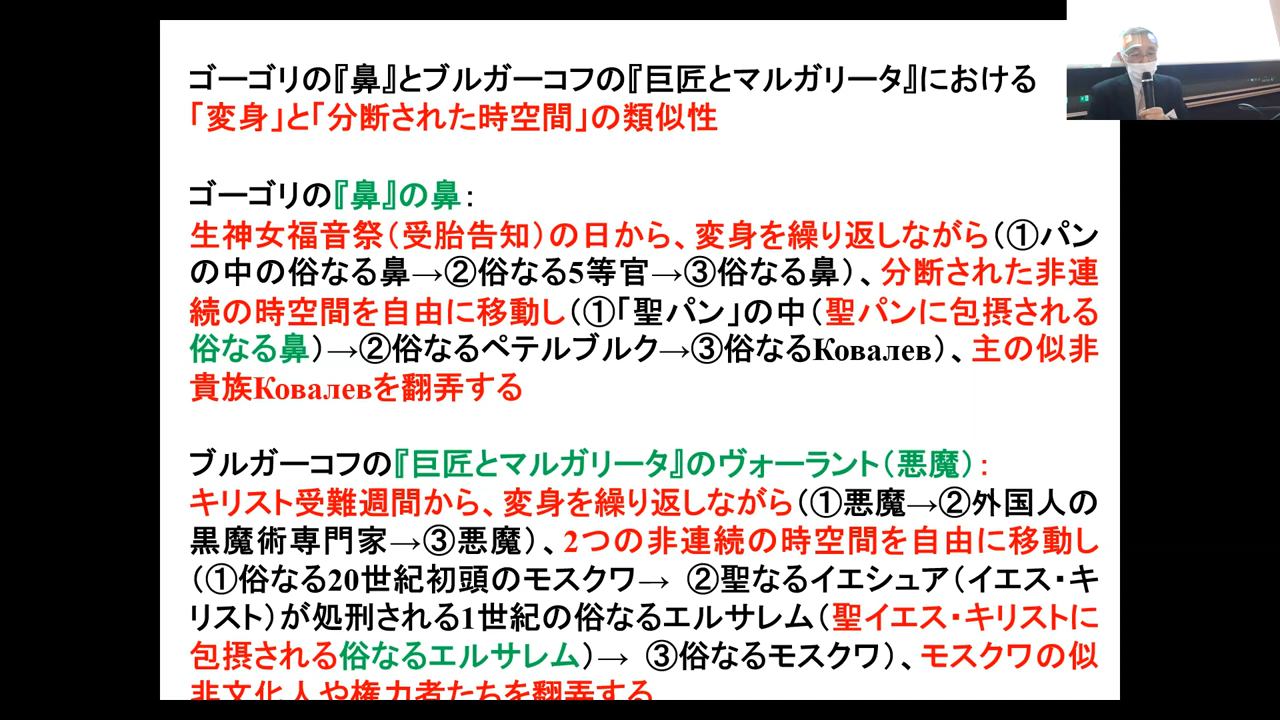 ゴーゴリの『鼻』とブルガーコフの『巨匠とマルガリータ』における
「変身」と「分断された時空間」の類似性
ゴーゴリの『鼻』の鼻：
生神女福音祭（受胎告知）の日から、変身を繰り返しながら（①パン
の中の俗なる鼻→②俗なる5等官→③俗なる鼻）、分断された非連
続の時空間を自由に移動し（①「聖パン」の中（聖パンに包摂される
俗なる鼻）→②俗なるペテルブルク→③俗なるКовалев）、主の似非
貴族Ковалевを翻弄する
ブルガーコフの『巨匠とマルガリータ』のヴォーラント（悪魔）：
キリスト受難週間から、変身を繰り返しながら（①悪魔→②外国人の
黒魔術専門家→③悪魔）、2つの非連続の時空間を自由に移動し
（①俗なる20世紀初頭のモスクワ→ ②聖なるイエシュア（イエス・キ
リスト）が処刑される1世紀の俗なるエルサレム（聖イエス・キリストに
包摂される俗なるエルサレム）→ ③俗なるモスクワ）、モスクワの似
非文化人や権力者たちを翻弄する